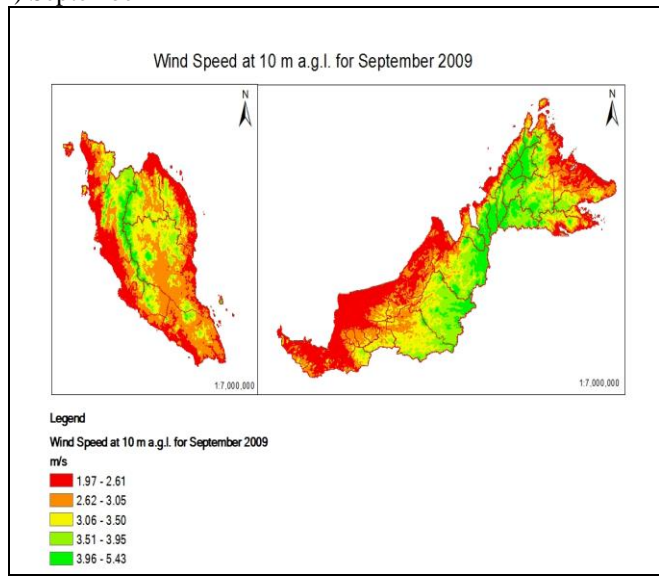 Wind Speed at 10 m a.g.l. for September 2009
N
N
1:7,000,000
1:7,000,000
Legend
Wind Speed at 10 m a.g.l. for September 2009
m/s
1.97 - 2.61
2.62 - 3.05
3.06 - 3.50
3.51 - 3.95
3.96 - 5.43